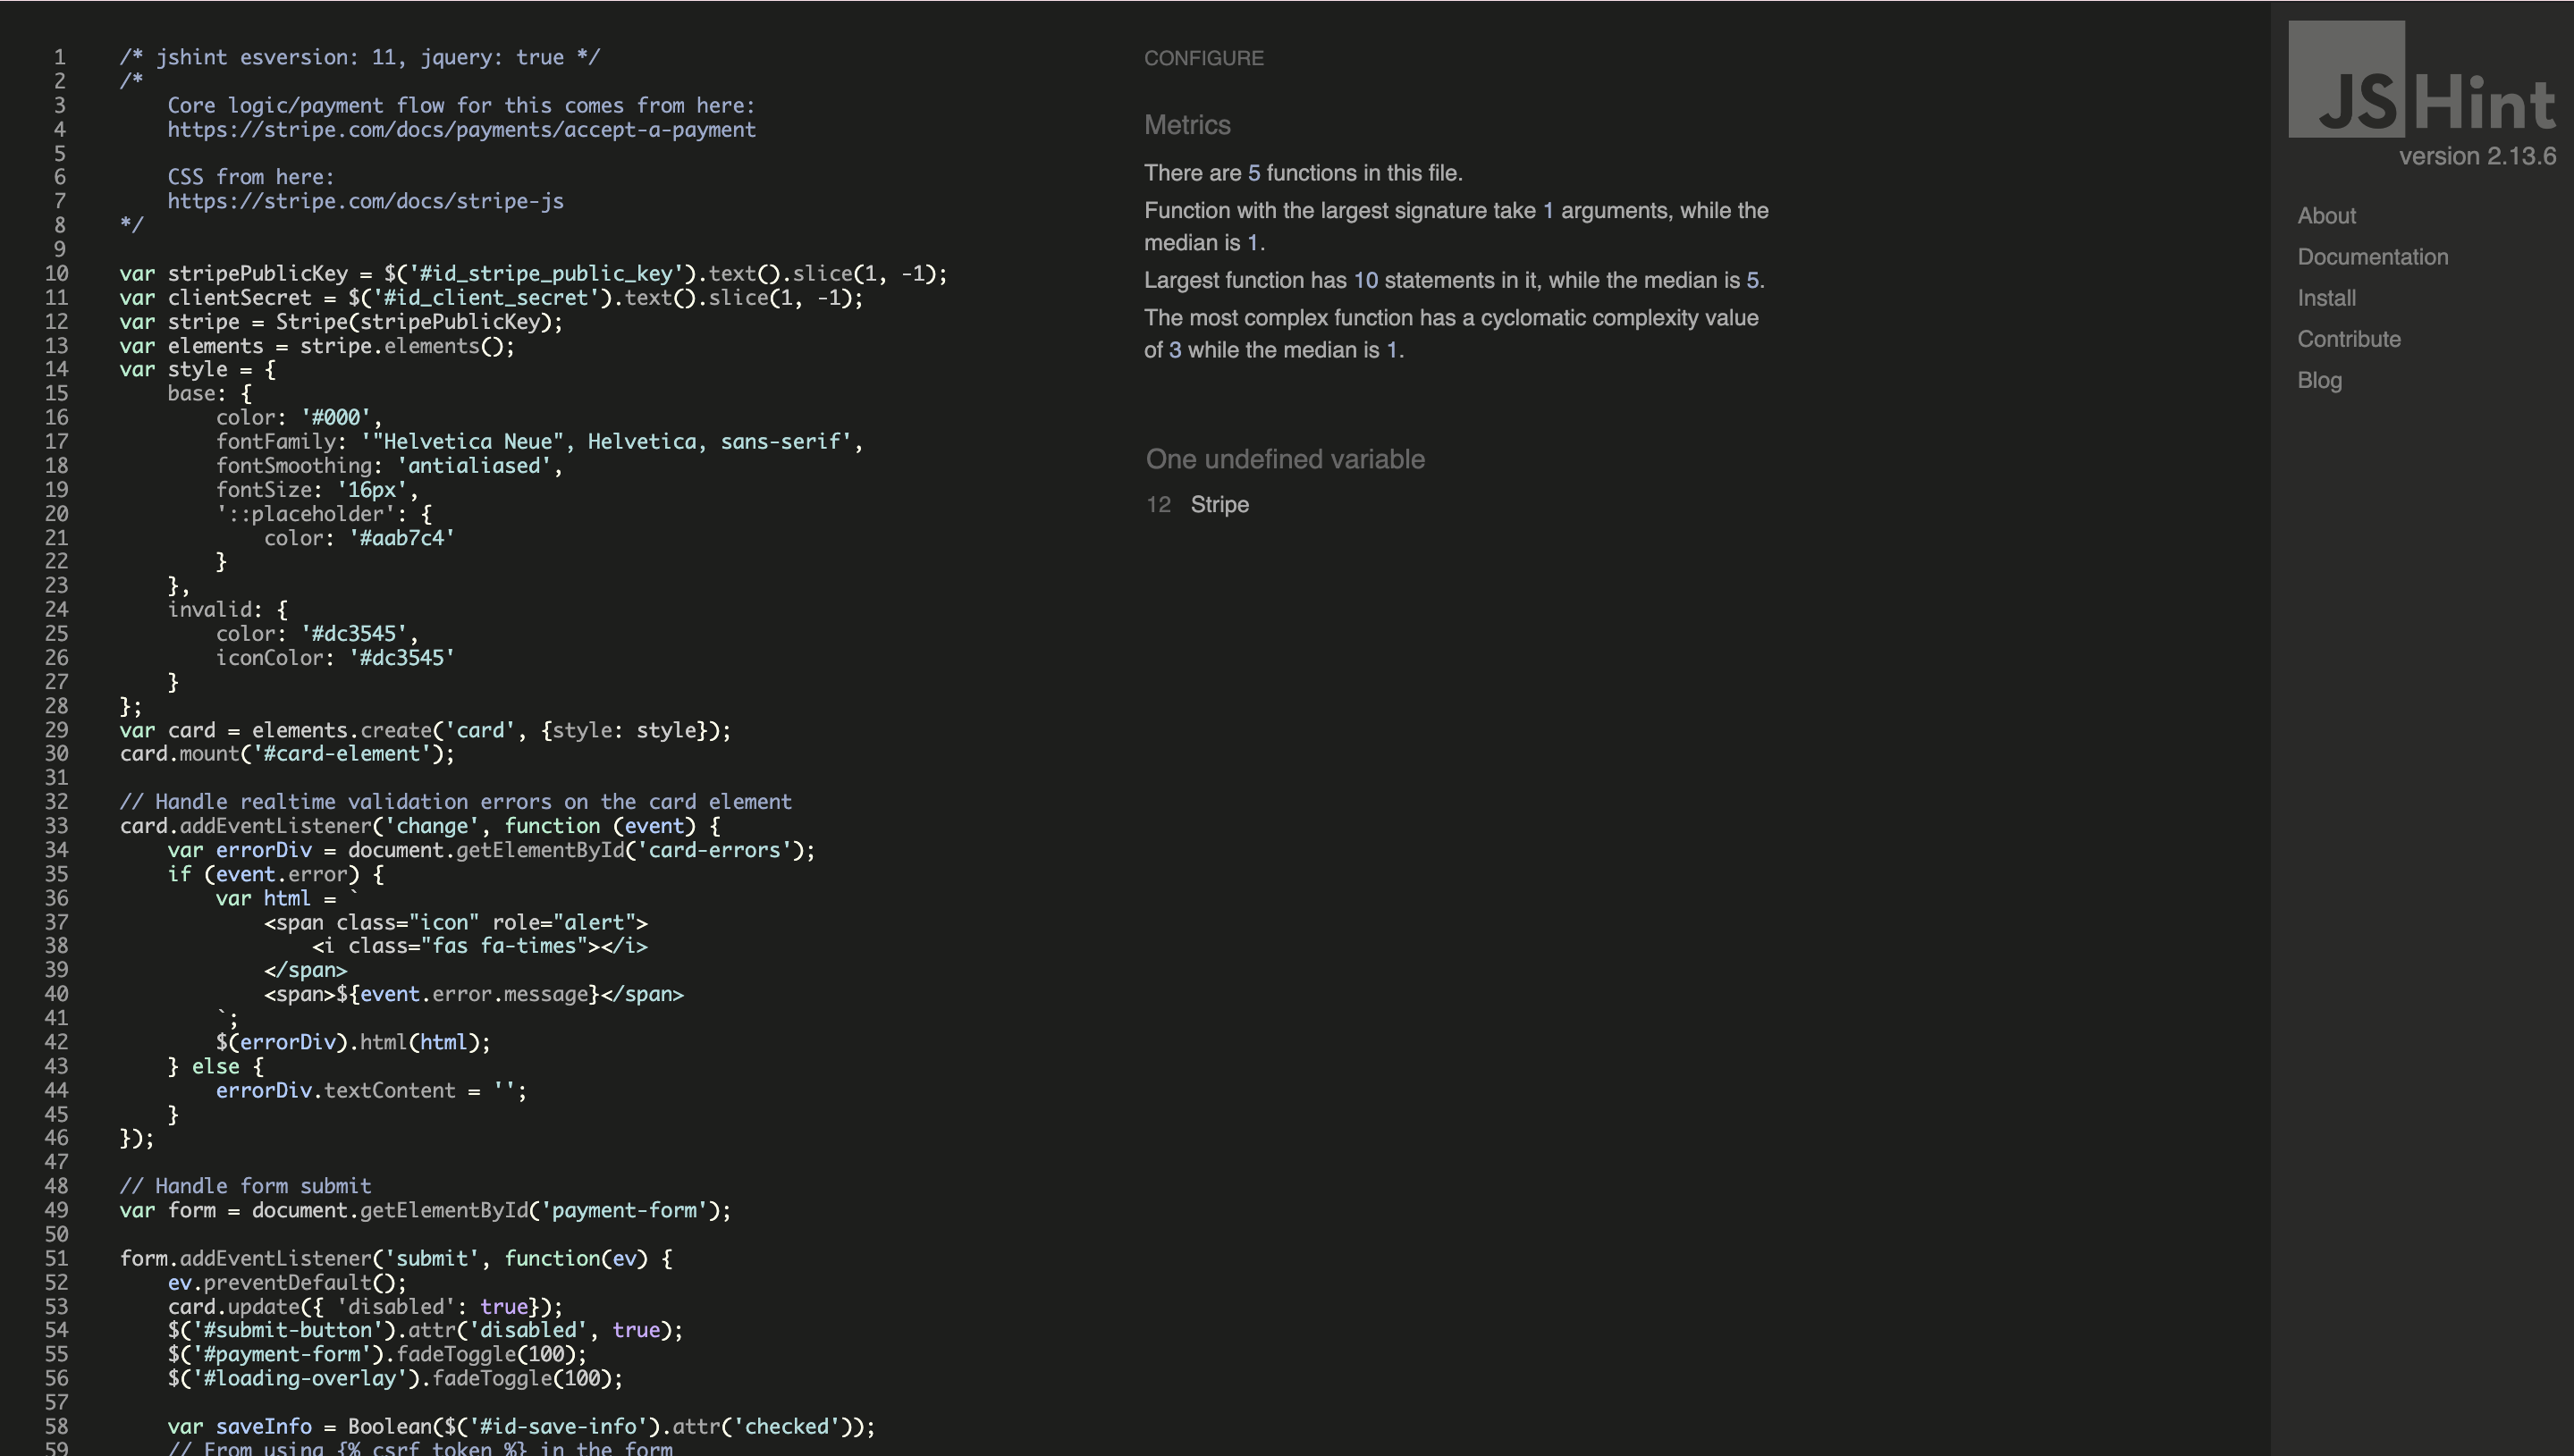 1 /* jshint esversion: 11, jquery: true */
2 /*
3     Core logic/payment flow for this comes from here:
4     https://stripe.com/docs/payments/accept-a-payment
5
6     CSS from here:
7     https://stripe.com/docs/stripe-js
8 */
9
10 var stripePublicKey = $('#id_stripe_public_key').text().slice(1, -1);
11 var clientSecret = $('#id_client_secret').text().slice(1, -1);
12 var stripe = Stripe(stripePublicKey);
13 var elements = stripe.elements();
14 var style = {
15     base: {
16         color: '#000',
17         fontFamily: '"Helvetica Neue", Helvetica, sans-serif',
18         fontSmoothing: 'antialiased',
19         fontSize: '16px',
20         '::placeholder': {
21             color: '#aab7c4'
22         }
23     },
24     invalid: {
25         color: '#dc3545',
26         iconColor: '#dc3545'
27     }
28 };
29 var card = elements.create('card', {style: style});
30 card.mount('#card-element');
31
32 // Handle realtime validation errors on the card element
33 card.addEventListener('change', function (event) {
34     var errorDiv = document.getElementById('card-errors');
35     if (event.error) {
36         var html = `
37             <span class="icon" role="alert">
38                 <i class="fas fa-times"></i>
39             </span>
40             <span>${event.error.message}</span>
41         `;
42         $(errorDiv).html(html);
43     } else {
44         errorDiv.textContent = '';
45     }
46 });
47
48 // Handle form submit
49 var form = document.getElementById('payment-form');
50
51 form.addEventListener('submit', function(ev) {
52     ev.preventDefault();
53     card.update({ 'disabled': true});
54     $('#submit-button').attr('disabled', true);
55     $('#payment-form').fadeToggle(100);
56     $('#loading-overlay').fadeToggle(100);
57
58     var saveInfo = Boolean($('#id-save-info').attr('checked'));
59     // From using {% csrf_token %} in the form
CONFIGURE
Metrics
There are 5 functions in this file.
Function with the largest signature take 1 arguments, while the
median is 1.
Largest function has 10 statements in it, while the median is 5.
The most complex function has a cyclomatic complexity value
of 3 while the median is 1.
One undefined variable
12 Stripe
JSHint
version 2.13.6
About
Documentation
Install
Contribute
Blog